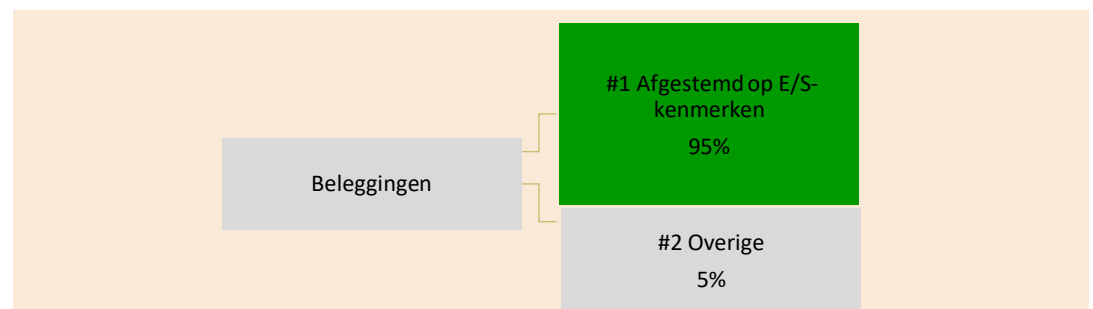 #1 Afgestemd op E/S-
kenmerken
95%
Beleggingen
#2 Overige
5%